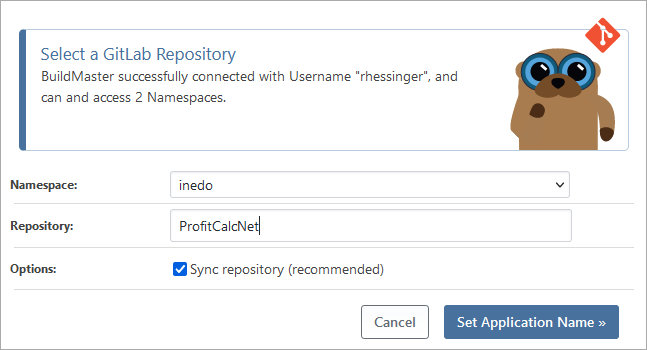 Select a GitLab Repository
BuildMaster successfully connected with Username "rhessinger", and
can and access 2 Namespaces.
Namespace:
inedo
Repository:
ProfitCalcNet
Options:
Sync repository (recommended)
Cancel
Set Application Name »